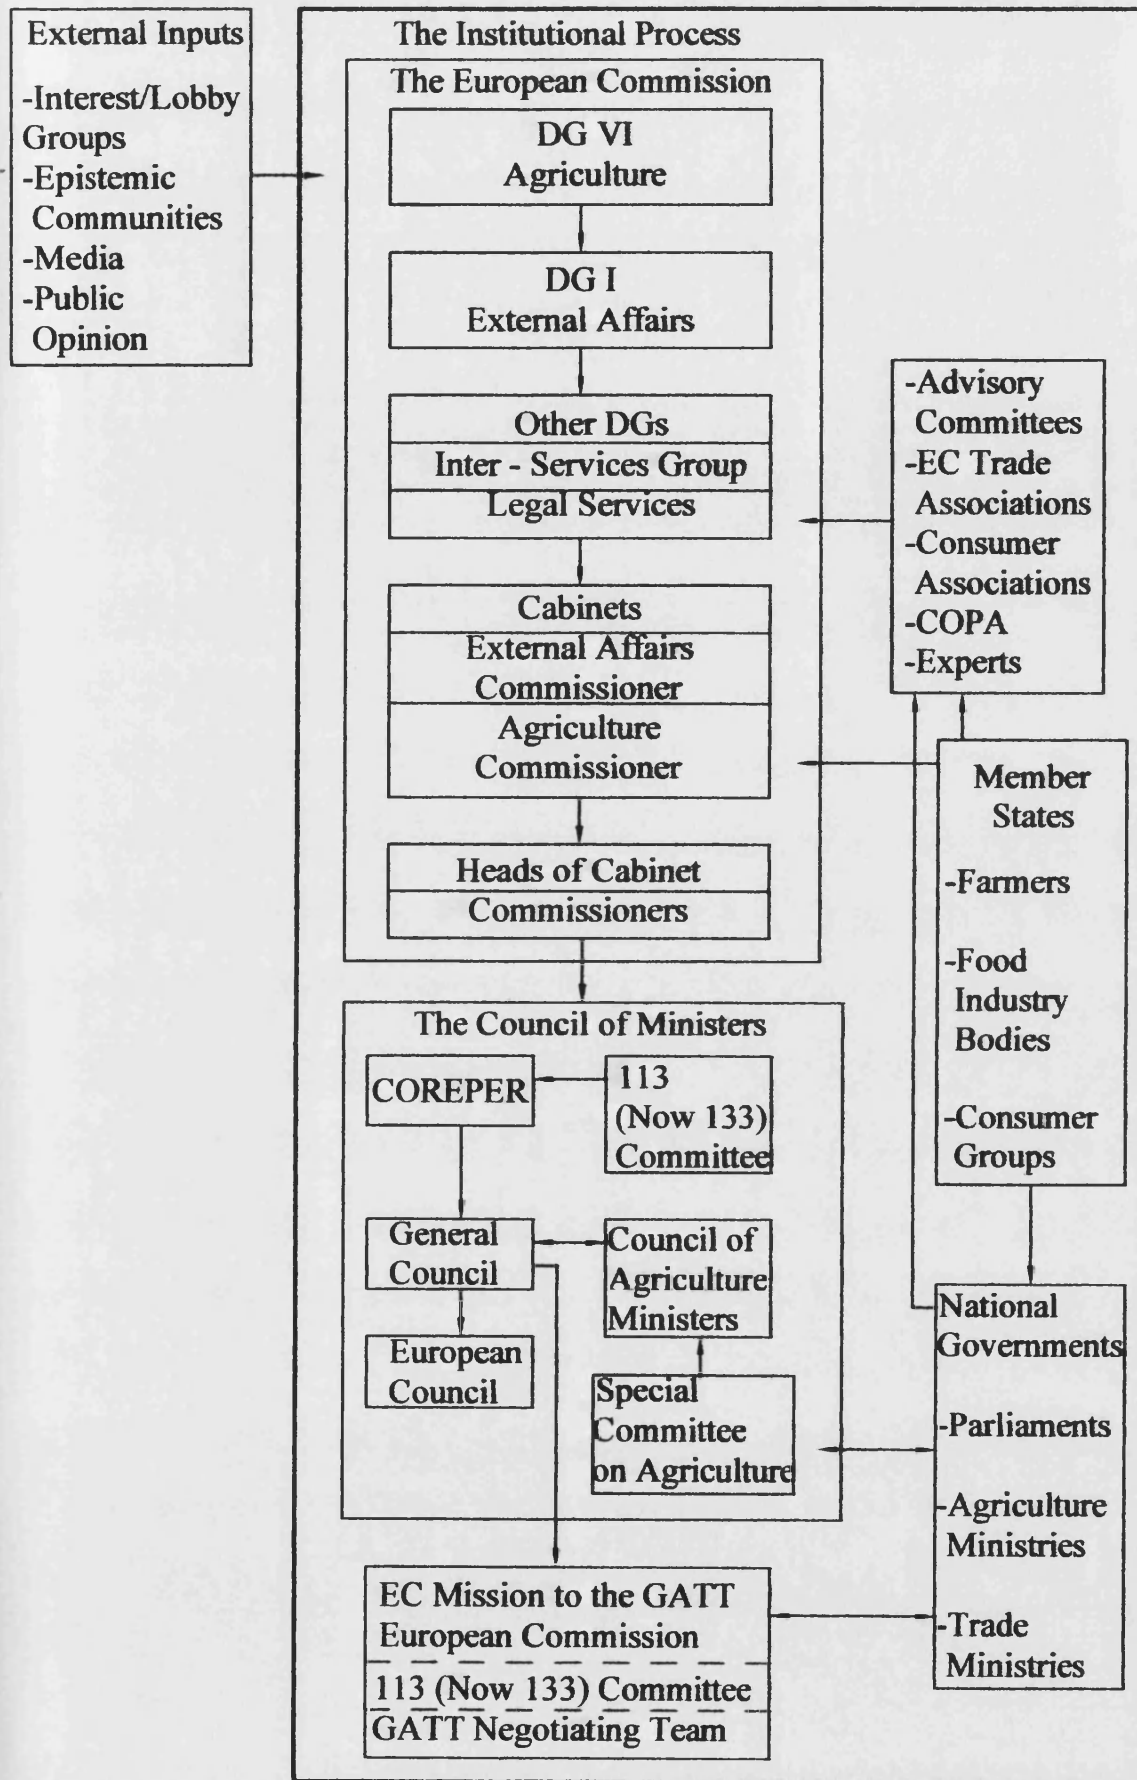 External Inputs
-Interest/Lobby
Groups
-Epistemic
Communities
-Media
-Public
Opinion
The Institutional Process
The European Commission
DG VI
Agriculture
DG I
External Affairs
Other DGs
Inter - Services Group
Legal Services
Cabinets
External Affairs
Commissioner
Agriculture
Commissioner
Heads of Cabinet
Commissioners
-Advisory
Committees
-EC Trade
Associations
-Consumer
Associations
-COPA
-Experts
Member
States
-Farmers
-Food
Industry
Bodies
-Consumer
Groups
The Council of Ministers
COREPER
113
(Now 133)
Committee
General
Council
Council of
Agriculture
Ministers
European
Council
Special
Committee
on Agriculture
National
Governments
-Parliaments
-Agriculture
Ministries
-Trade
Ministries
EC Mission to the GATT
European Commission
113 (Now 133) Committee
GATT Negotiating Team